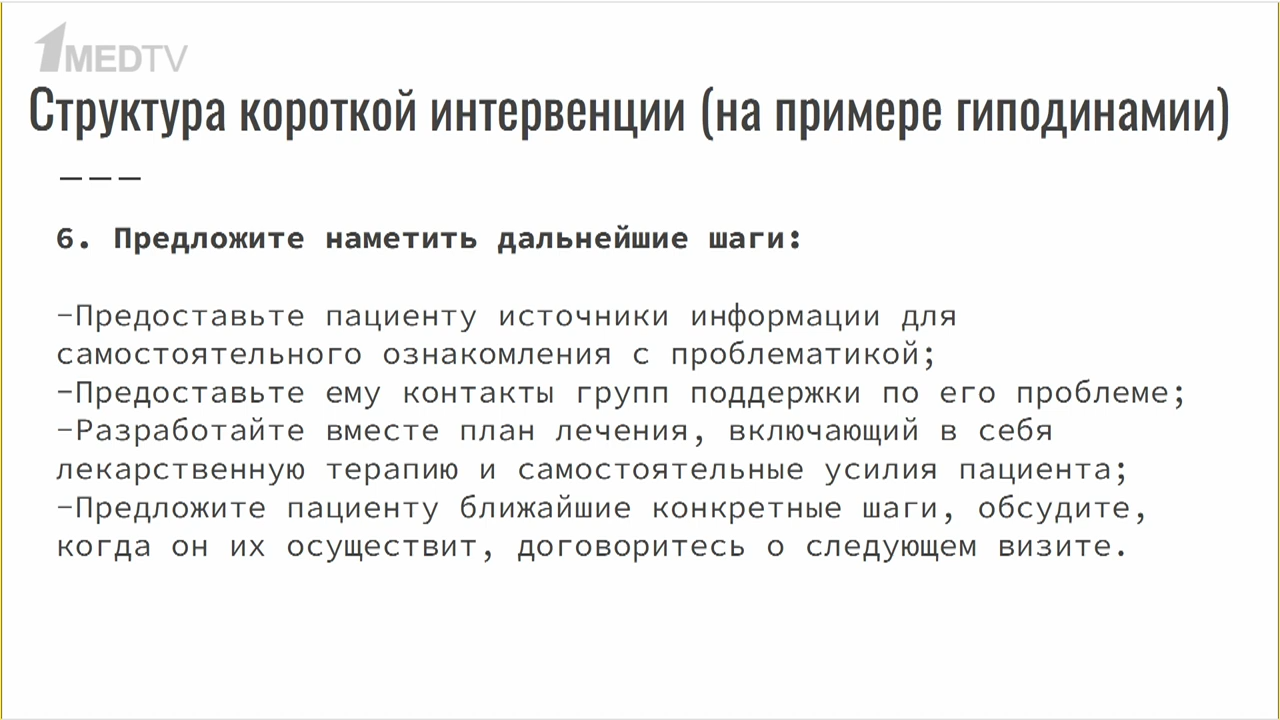 1MEDTV
Структура короткой интервенции (на примере гиподинамии)
___
6. Предложите наметить дальнейшие шаги:
-Предоставьте пациенту источники информации для
самостоятельного ознакомления с проблематикой;
-Предоставьте ему контакты групп поддержки по его проблеме;
-Разработайте вместе план лечения, включающий в себя
лекарственную терапию и самостоятельные усилия пациента;
-Предложите пациенту ближайшие конкретные шаги, обсудите,
когда он их осуществит, договоритесь о следующем визите.